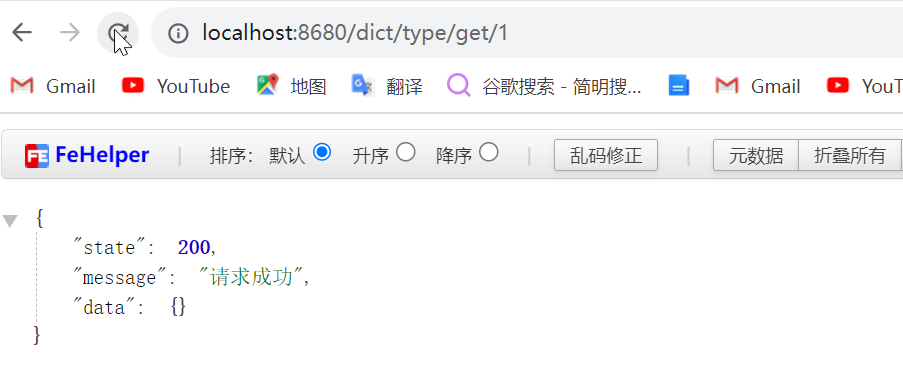 localhost:8680/dict/type/get/1
Gmail YouTube 地图 翻译 谷歌搜索 - 简明搜... Gmail YouT
FeHelper | 排序： 默认 升序 降序 | 乱码修正 | 元数据 折叠所有
{
"state": 200,
"message": "请求成功",
"data": {}
}